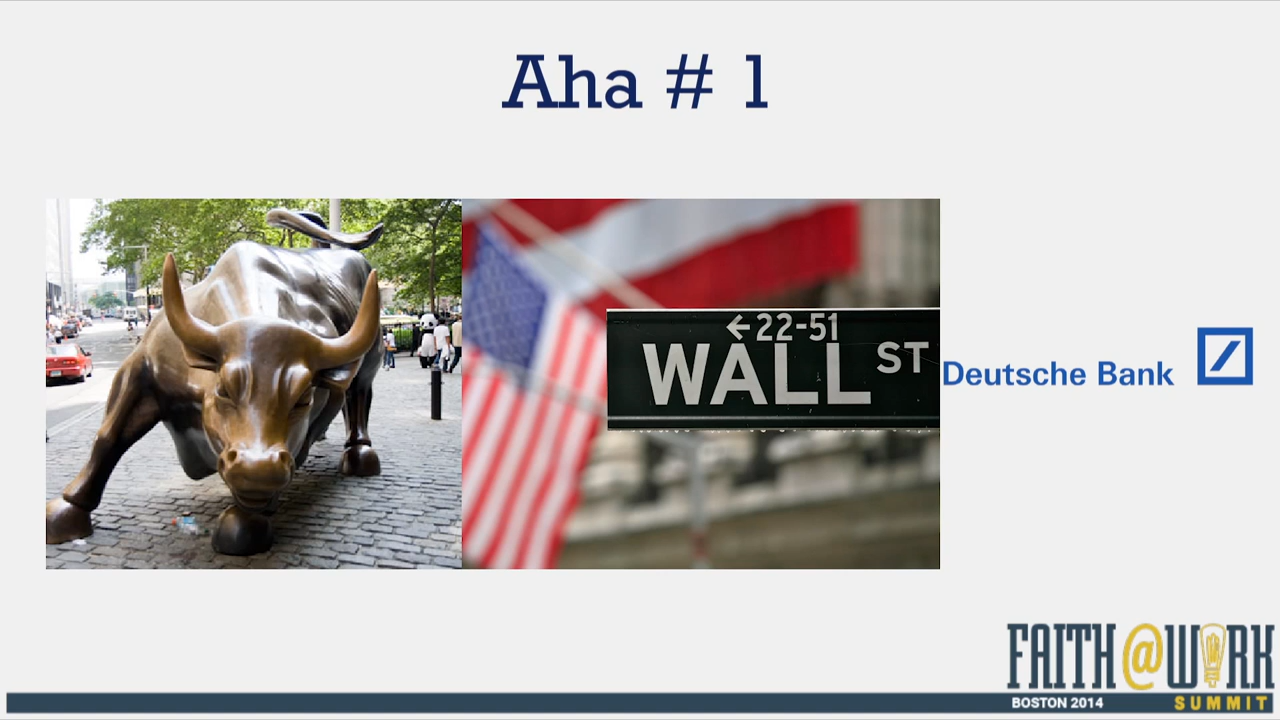 Aha # 1
←22-51
WALL ST
Deutsche Bank
FAITH@WORK
BOSTON 2014 SUMMIT